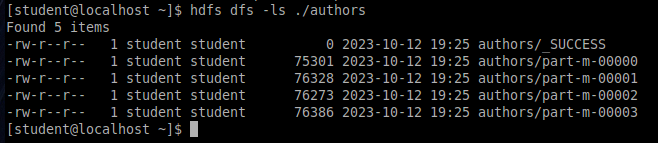 [student@localhost ~]$ hdfs dfs -ls ./authors
Found 5 items
-rw-r--r--   1 student student          0 2023-10-12 19:25 authors/_SUCCESS
-rw-r--r--   1 student student      75301 2023-10-12 19:25 authors/part-m-00000
-rw-r--r--   1 student student      76328 2023-10-12 19:25 authors/part-m-00001
-rw-r--r--   1 student student      76273 2023-10-12 19:25 authors/part-m-00002
-rw-r--r--   1 student student      76386 2023-10-12 19:25 authors/part-m-00003
[student@localhost ~]$